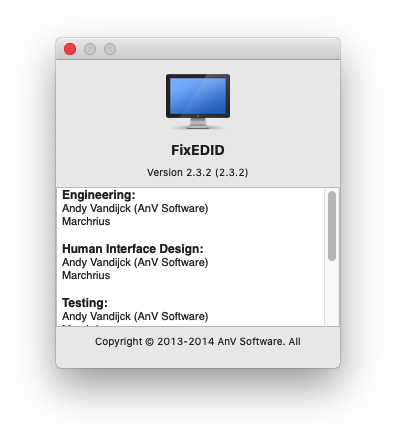 FixEDID
Version 2.3.2 (2.3.2)
Engineering:
Andy Vandijck (AnV Software)
Marchrius
Human Interface Design:
Andy Vandijck (AnV Software)
Marchrius
Testing:
Andy Vandijck (AnV Software)
Copyright © 2013-2014 AnV Software. All